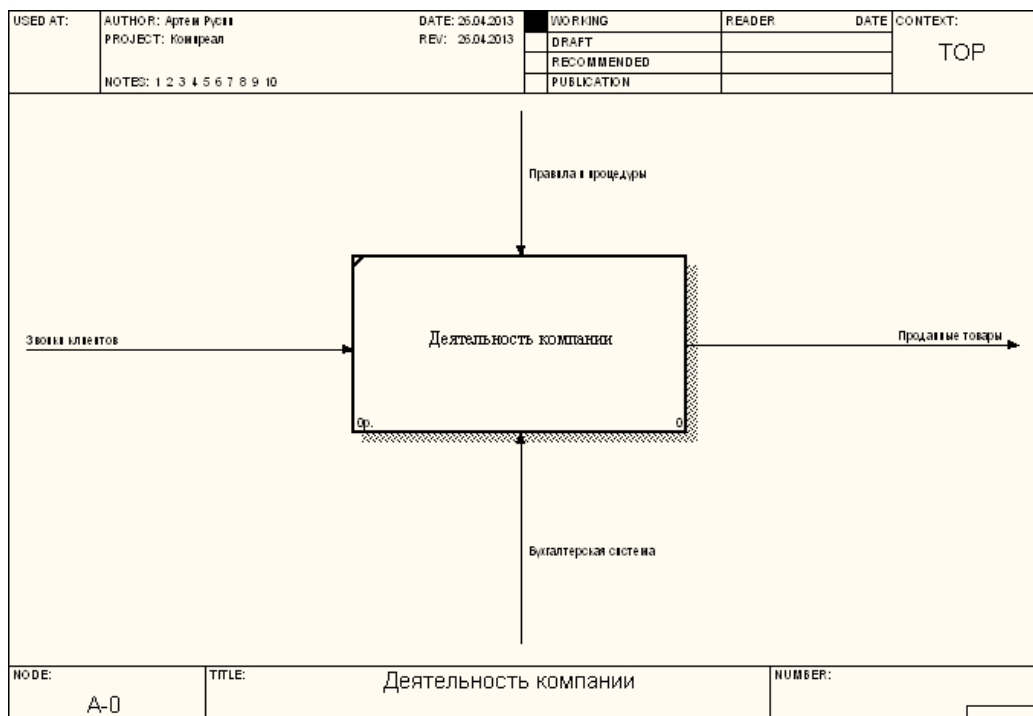 USED AT:
AUTHOR: Артем Русин
DATE: 26.04.2013
WORKING
READER
DATE
CONTEXT:
PROJECT: Компреал
REV: 26.04.2013
DRAFT
TOP
RECOMMENDED
NOTES: 1 2 3 4 5 6 7 8 9 10
PUBLICATION
Правила и процедуры
Звонки клиентов
Деятельность компании
Проданные товары
0р.
0
Бухгалтерская система
NODE:
TITLE:
Деятельность компании
NUMBER:
A-0